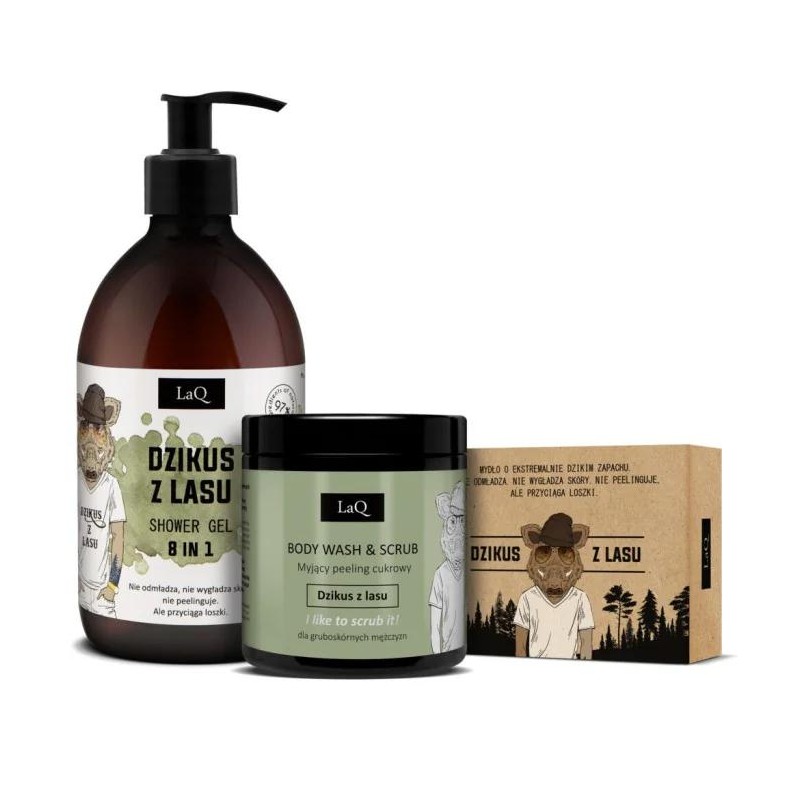 LaQ
97%
DZIKUS
Z LASU
SHOWER GEL
8 IN 1
DZIKUS
Z
LASU
Nie odmładza, nie wygładza
nie peelinguje.
Ale przyciąga loszki.
LaQ
BODY WASH & SCRUB
Myjący peeling cukrowy
Dzikus z lasu
I like to scrub it!
dla gruboskórnych mężczyzn
MYDŁO O EKSTREMALNIE DZIKIM ZAPACHU.
ODMŁADZA. NIE WYGŁADZA SKÓRY. NIE PEELINGUJE.
ALE PRZYCIĄGA LOSZKI.
DZIKUS Z LASU
LaQ